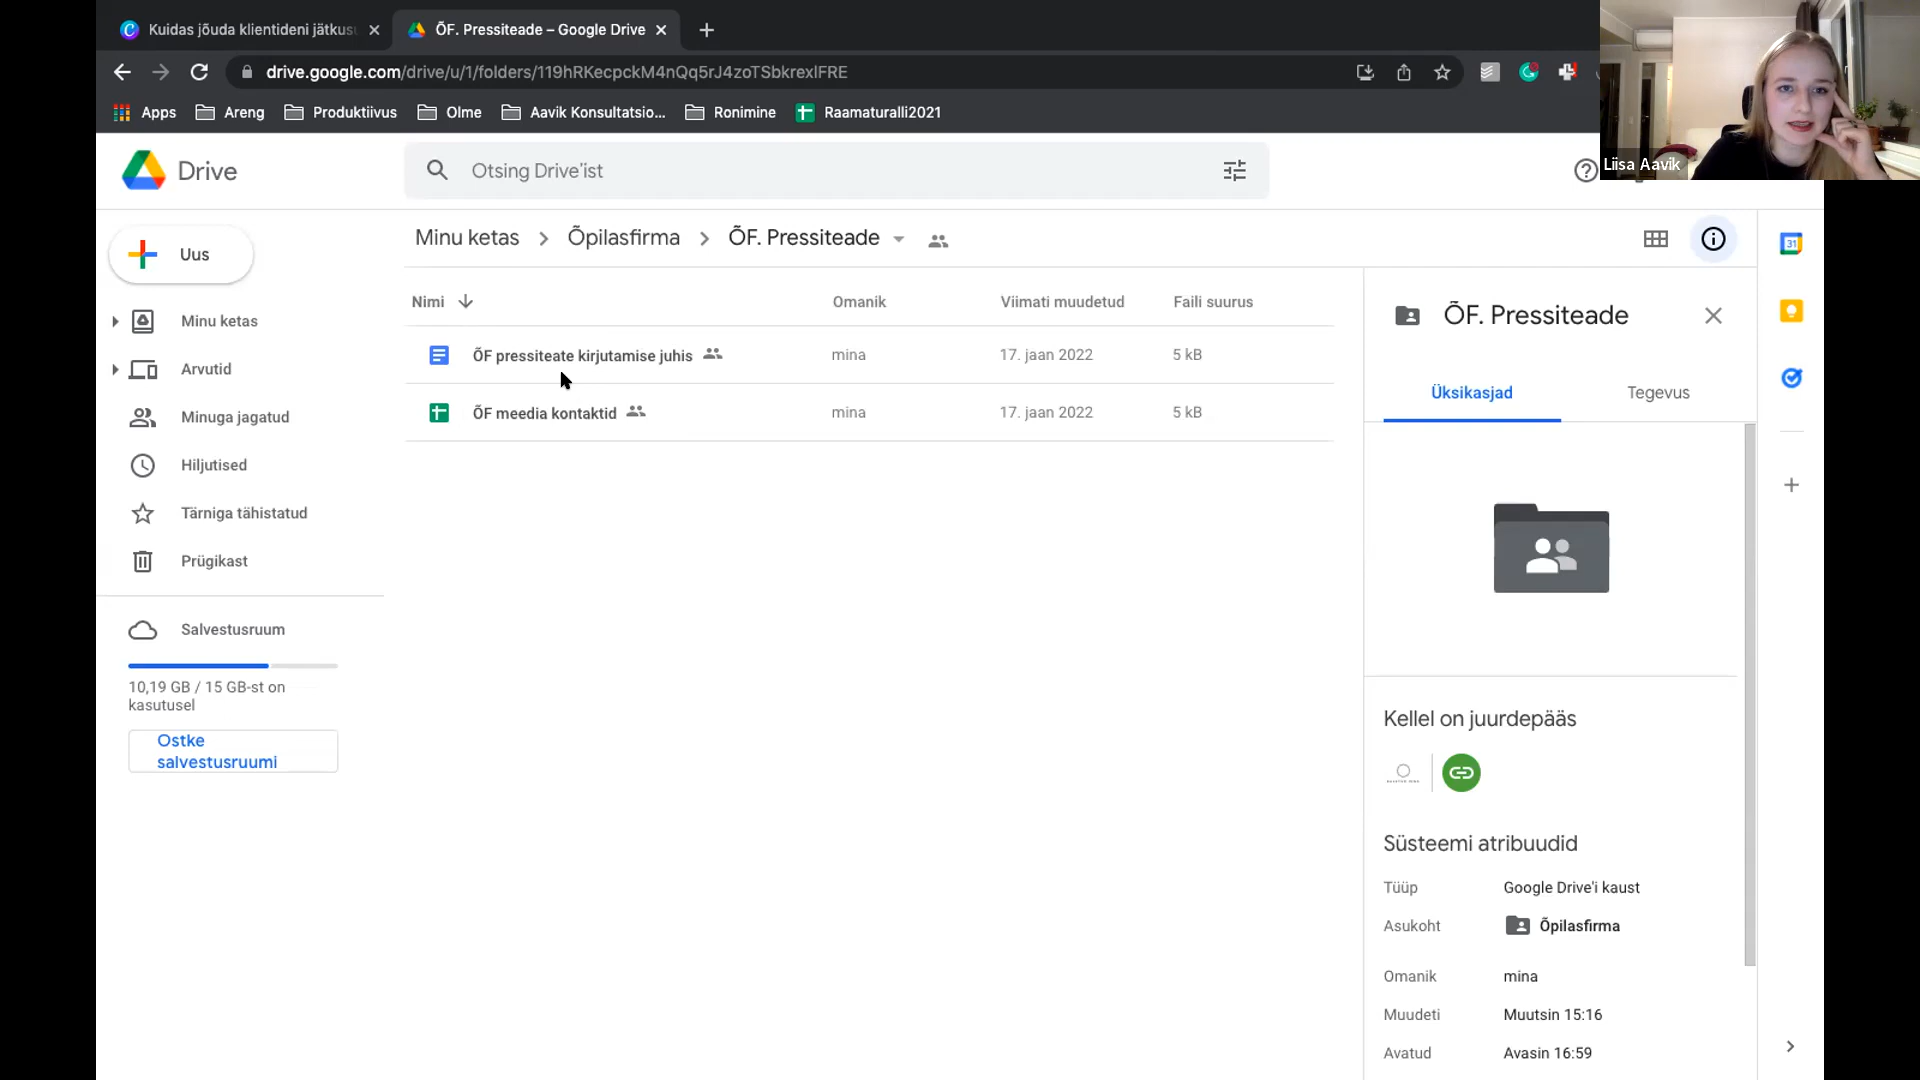 Kuidas jõuda klientideni jätkus
ÕF. Pressiteade – Google Drive
drive.google.com/drive/u/1/folders/119hRKecpckM4nQq5rJ4zoTSbkrexlFRE
Apps
Areng
Produktiivus
Olme
Aavik Konsultatsio...
Ronimine
Raamaturalli2021
Liisa Aavik
Drive
Otsing Drive'ist
Uus
Minu ketas
Õpilasfirma
ÕF. Pressiteade
31
Nimi
Omanik
Viimati muudetud
Faili suurus
ÕF pressiteate kirjutamise juhis
mina
17. jaan 2022
5 kB
ÕF meedia kontaktid
mina
17. jaan 2022
5 kB
Minu ketas
Arvutid
Minuga jagatud
Hiljutised
Tärniga tähistatud
Prügikast
Salvestusruum
10,19 GB / 15 GB-st on
kasutusel
Ostke
salvestusruumi
ÕF. Pressiteade
Üksikasjad
Tegevus
Kellel on juurdepääs
Süsteemi atribuudid
Tüüp
Google Drive'i kaust
Asukoht
Õpilasfirma
Omanik
mina
Muudeti
Muutsin 15:16
Avatud
Avasin 16:59